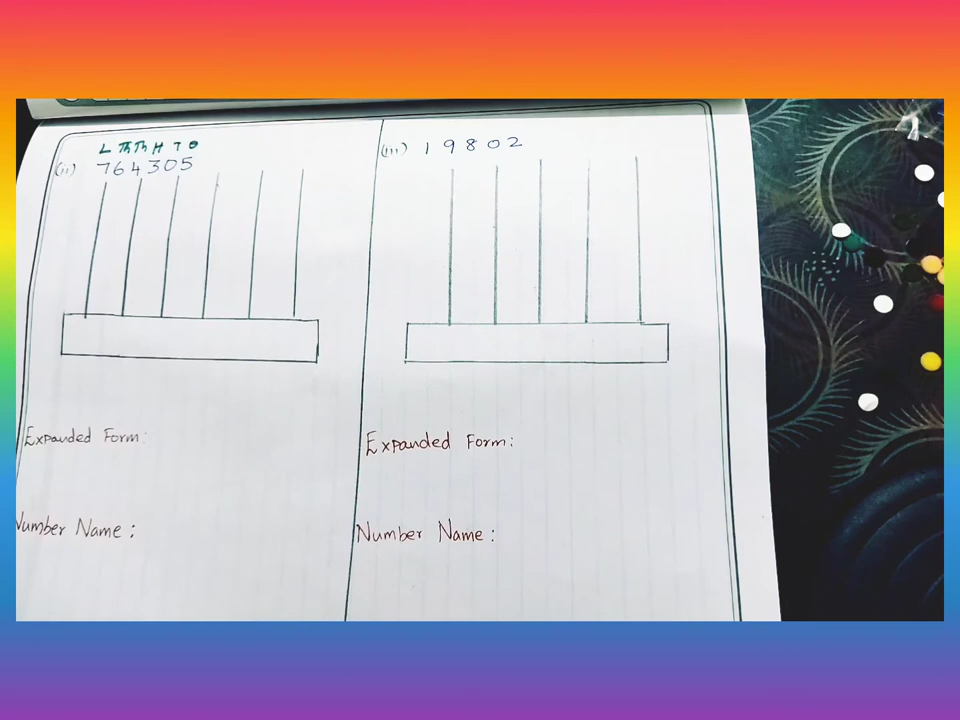 L TTh Th H T O
(ii) 764305
(iii) 19802
Expanded Form:
Number Name:
Expanded Form:
Number Name: